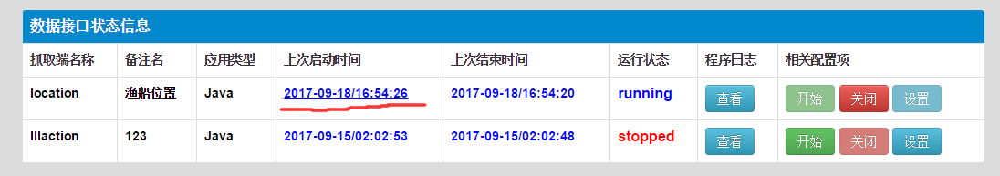 数据接口状态信息
抓取端名称 备注名 应用类型 上次启动时间 上次结束时间 运行状态 程序日志 相关配置项
location 渔船位置 Java 2017-09-18/16:54:26 2017-09-18/16:54:20 running 查看 开始 关闭 设置
lllaction 123 Java 2017-09-15/02:02:53 2017-09-15/02:02:48 stopped 查看 开始 关闭 设置